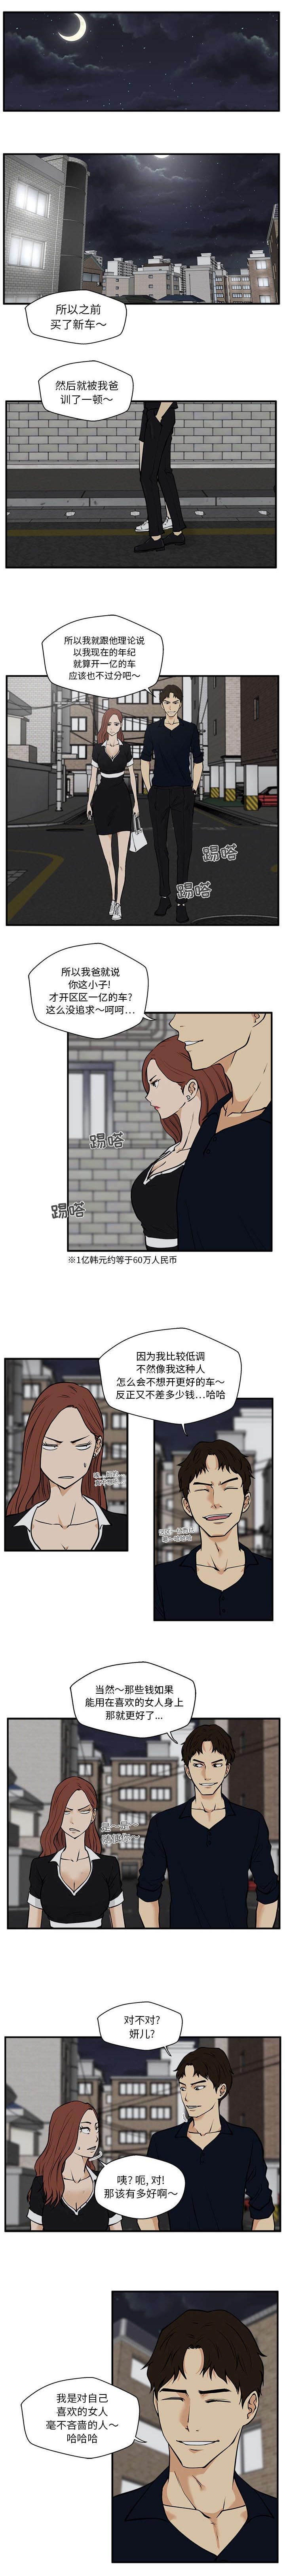 所以之前
买了新车～
然后就被我爸
训了一顿～
所以我就跟他理论说
以我现在的年纪
就算开一亿的车
应该也不过分吧～
踢嗒
踢嗒
所以我爸就说
你这小子!
才开区区一亿的车?
这么没追求～呵呵...
踢嗒
踢嗒
※1亿韩元约等于60万人民币
因为我比较低调
不然像我这种人
怎么会不想开更好的车～
反正又不差多少钱...哈哈
当然～那些钱如果
能用在喜欢的女人身上
那就更好了...
对不对?
妍儿?
咦? 呃, 对!
那该有多好啊～
我是对自己
喜欢的女人
毫不吝啬的人～
哈哈哈